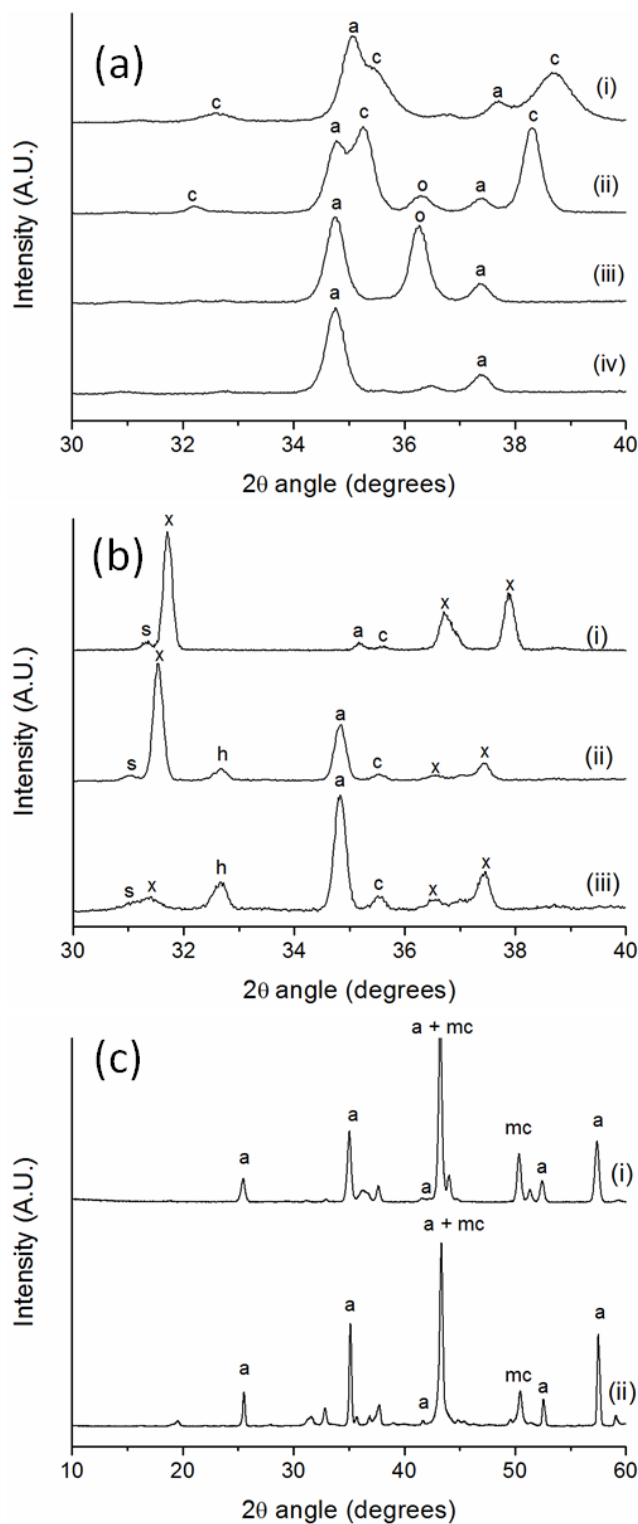 (a)
a
c
c
a
c
(i)
a
c
c
o
a
(ii)
a
o
a
(iii)
a
a
(iv)
Intensity (A.U.)
30 32 34 36 38 40
2θ angle (degrees)
(b)
x
s
a
c
x
x
(i)
x
s
h
a
c
x
x
(ii)
s
x
h
a
c
x
x
(iii)
Intensity (A.U.)
30 32 34 36 38 40
2θ angle (degrees)
(c)
a + mc
a
a
a
mc
a
a
(i)
a + mc
a
a
a
mc
a
a
(ii)
Intensity (A.U.)
10 20 30 40 50 60
2θ angle (degrees)